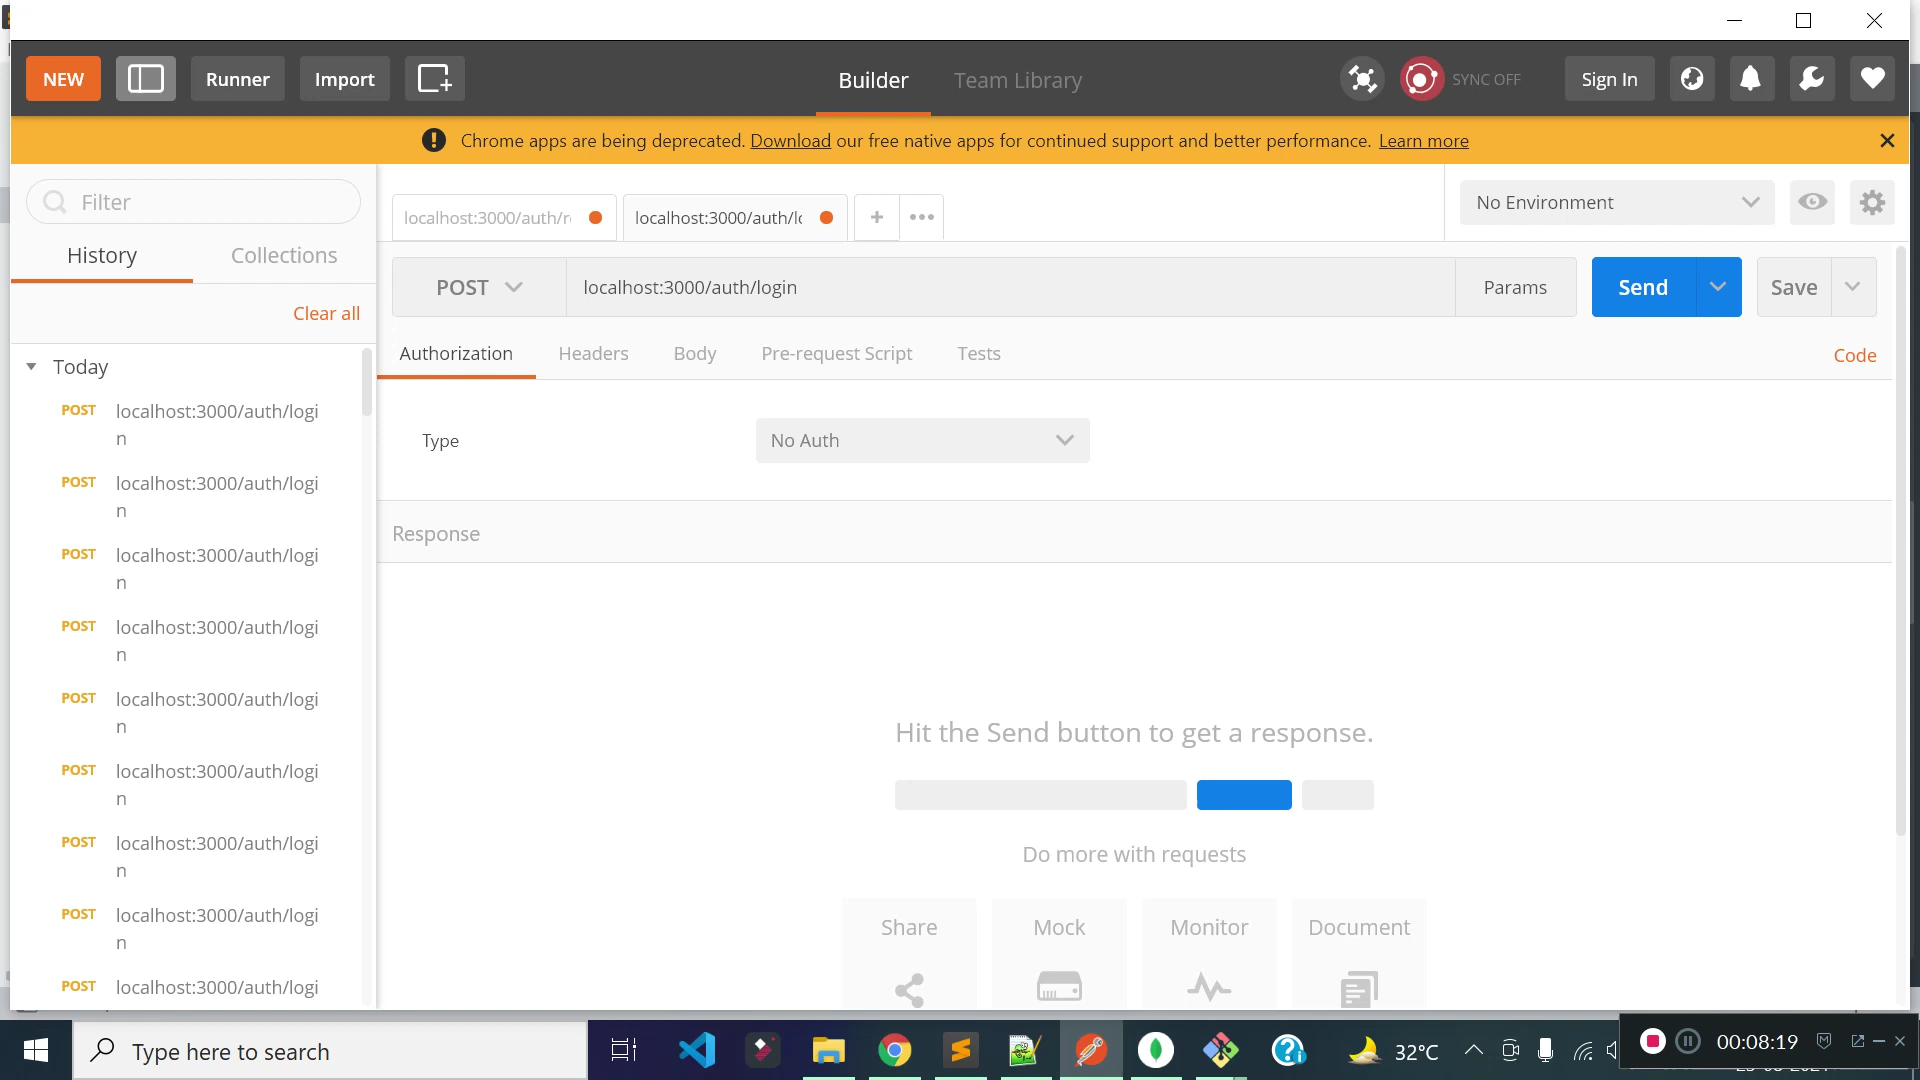 NEW
Runner
Import
Builder
Team Library
SYNC OFF
Sign In
Chrome apps are being deprecated. Download our free native apps for continued support and better performance. Learn more
Filter
History
Collections
Clear all
Today
POST localhost:3000/auth/logi
n
POST localhost:3000/auth/logi
n
POST localhost:3000/auth/logi
n
POST localhost:3000/auth/logi
n
POST localhost:3000/auth/logi
n
POST localhost:3000/auth/logi
n
POST localhost:3000/auth/logi
n
POST localhost:3000/auth/logi
n
POST localhost:3000/auth/logi
localhost:3000/auth/r
localhost:3000/auth/l
No Environment
POST
localhost:3000/auth/login
Params
Send
Save
Authorization
Headers
Body
Pre-request Script
Tests
Code
Type
No Auth
Response
Hit the Send button to get a response.
Do more with requests
Share
Mock
Monitor
Document
Type here to search
32°C
00:08:19